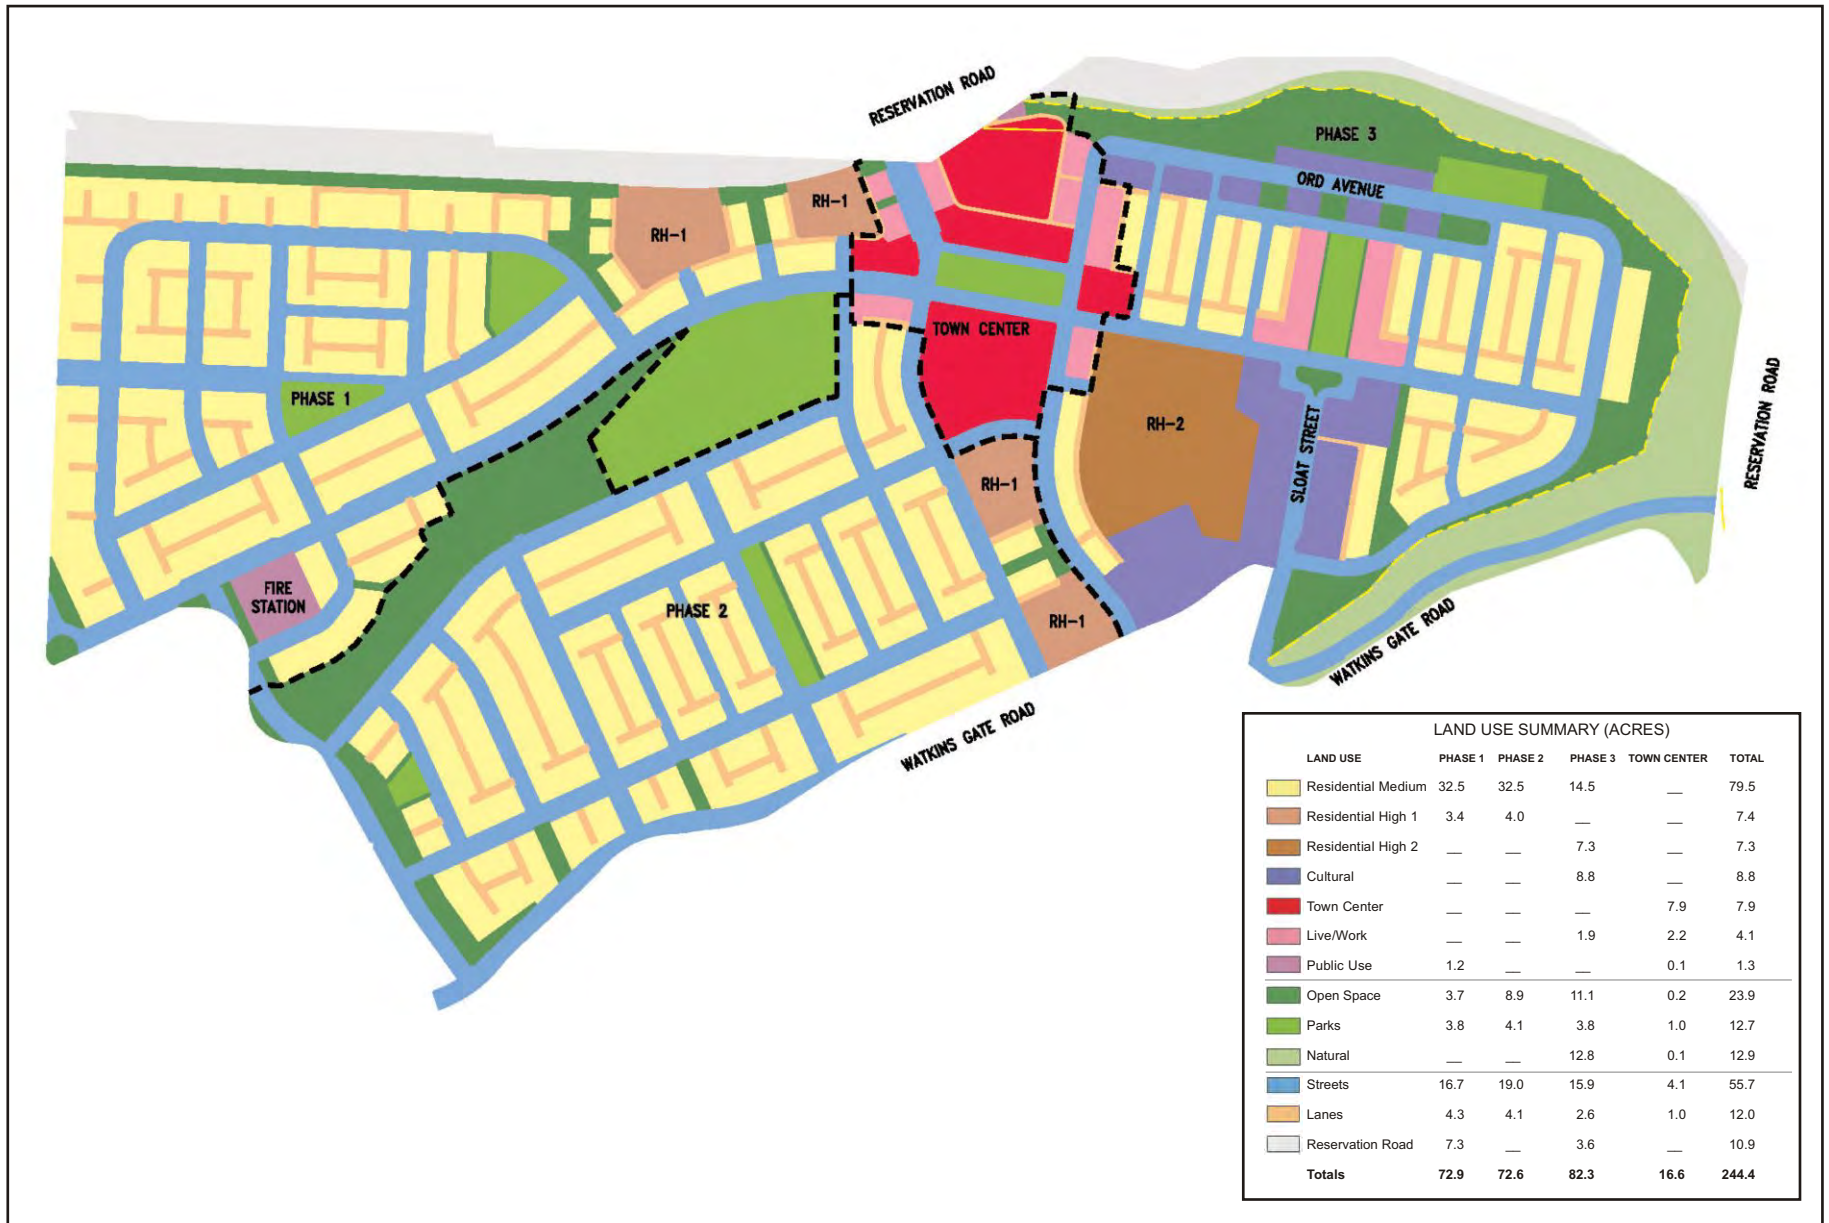 RESERVATION ROAD
PHASE 3
ORD AVENUE
RH-1
RH-1
TOWN CENTER
PHASE 1
RH-2
SLOAT STREET
RESERVATION ROAD
RH-1
FIRE
STATION
PHASE 2
RH-1
WATKINS GATE ROAD
WATKINS GATE ROAD
LAND USE SUMMARY (ACRES)
LAND USE PHASE 1 PHASE 2 PHASE 3 TOWN CENTER TOTAL
Residential Medium 32.5 32.5 14.5 __ 79.5
Residential High 1 3.4 4.0 __ __ 7.4
Residential High 2 __ __ 7.3 __ 7.3
Cultural __ __ 8.8 __ 8.8
Town Center __ __ __ 7.9 7.9
Live/Work __ __ 1.9 2.2 4.1
Public Use 1.2 __ __ 0.1 1.3
Open Space 3.7 8.9 11.1 0.2 23.9
Parks 3.8 4.1 3.8 1.0 12.7
Natural __ __ 12.8 0.1 12.9
Streets 16.7 19.0 15.9 4.1 55.7
Lanes 4.3 4.1 2.6 1.0 12.0
Reservation Road 7.3 __ 3.6 __ 10.9
Totals 72.9 72.6 82.3 16.6 244.4